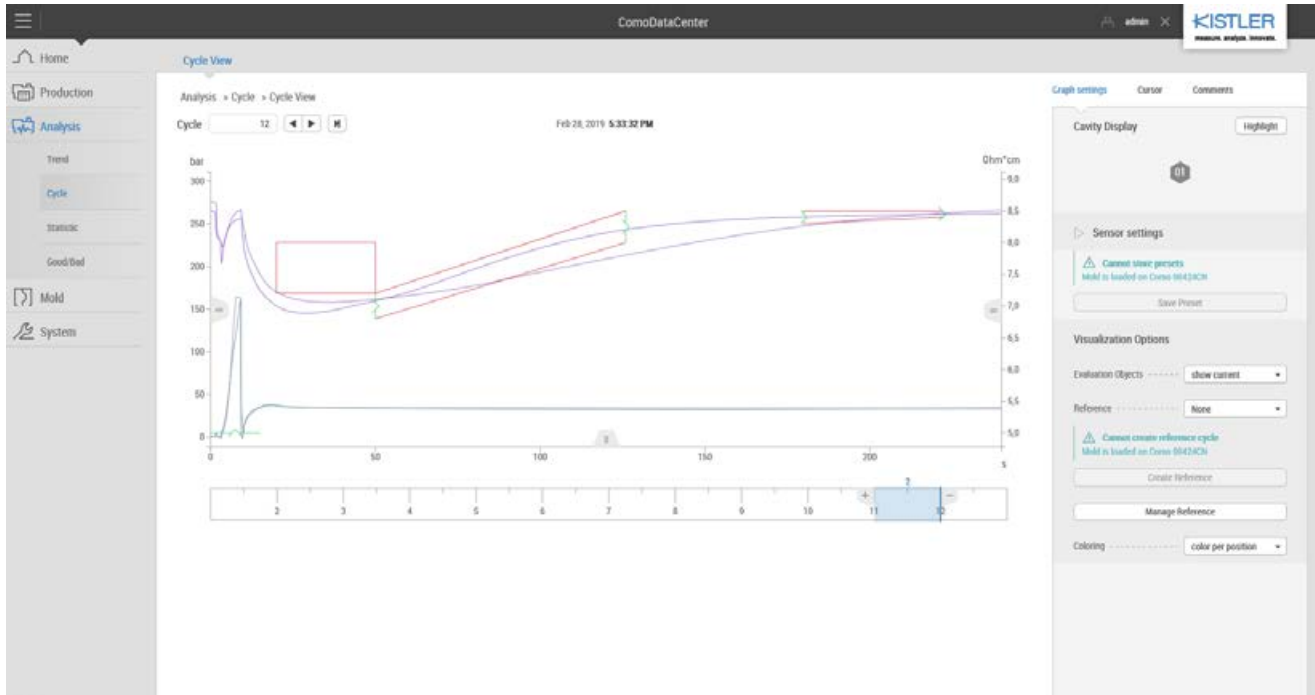 ComoDataCenter
admin
KISTLER
measure. analyze. innovate.
Home
Production
Analysis
Trend
Cycle
Statistic
Good/Bad
Mold
System
Cycle View
Analysis » Cycle » Cycle View
Cycle 12
Feb 28, 2019 5:33:32 PM
bar
300
250
200
150
100
50
0
Ohm*cm
9,0
8,5
8,0
7,5
7,0
6,5
6,0
5,5
5,0
0 50 100 150 200 s
2
2 3 4 5 6 7 8 9 10 11 12
Graph settings Cursor Comments
Cavity Display Highlight
01
Sensor settings
Cannot store presets
Mold is loaded on Como 00424CN
Save Preset
Visualization Options
Evaluation Objects show current
Reference None
Cannot create reference cycle
Mold is loaded on Como 00424CN
Create Reference
Manage Reference
Coloring color per position